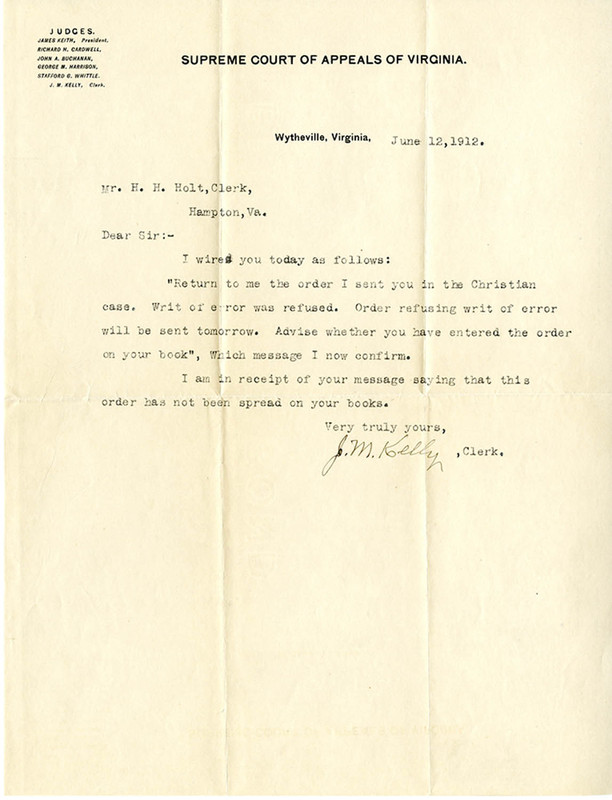 JUDGES.
JAMES KEITH, President.
RICHARD H. CARDWELL,
JOHN A. BUCHANAN,
GEORGE M. HARRISON,
STAFFORD G. WHITTLE.
J. M. KELLY, Clerk.
SUPREME COURT OF APPEALS OF VIRGINIA.
Wytheville, Virginia, June 12,1912.
Mr. H. H. Holt,Clerk,
Hampton,Va.
Dear Sir:-
I wired you today as follows:
"Return to me the order I sent you in the Christian
case. Writ of error was refused. Order refusing writ of error
will be sent tomorrow. Advise whether you have entered the order
on your book", Which message I now confirm.
I am in receipt of your message saying that this
order has not been spread on your books.
Very truly yours,
J. M. Kelly ,Clerk.